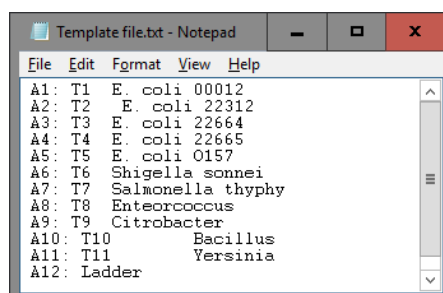 Template file.txt - Notepad
File Edit Format View Help
A1: T1 E. coli 00012
A2: T2 E. coli 22312
A3: T3 E. coli 22664
A4: T4 E. coli 22665
A5: T5 E. coli O157
A6: T6 Shigella sonnei
A7: T7 Salmonella thyphy
A8: T8 Enteorcoccus
A9: T9 Citrobacter
A10: T10 Bacillus
A11: T11 Yersinia
A12: Ladder